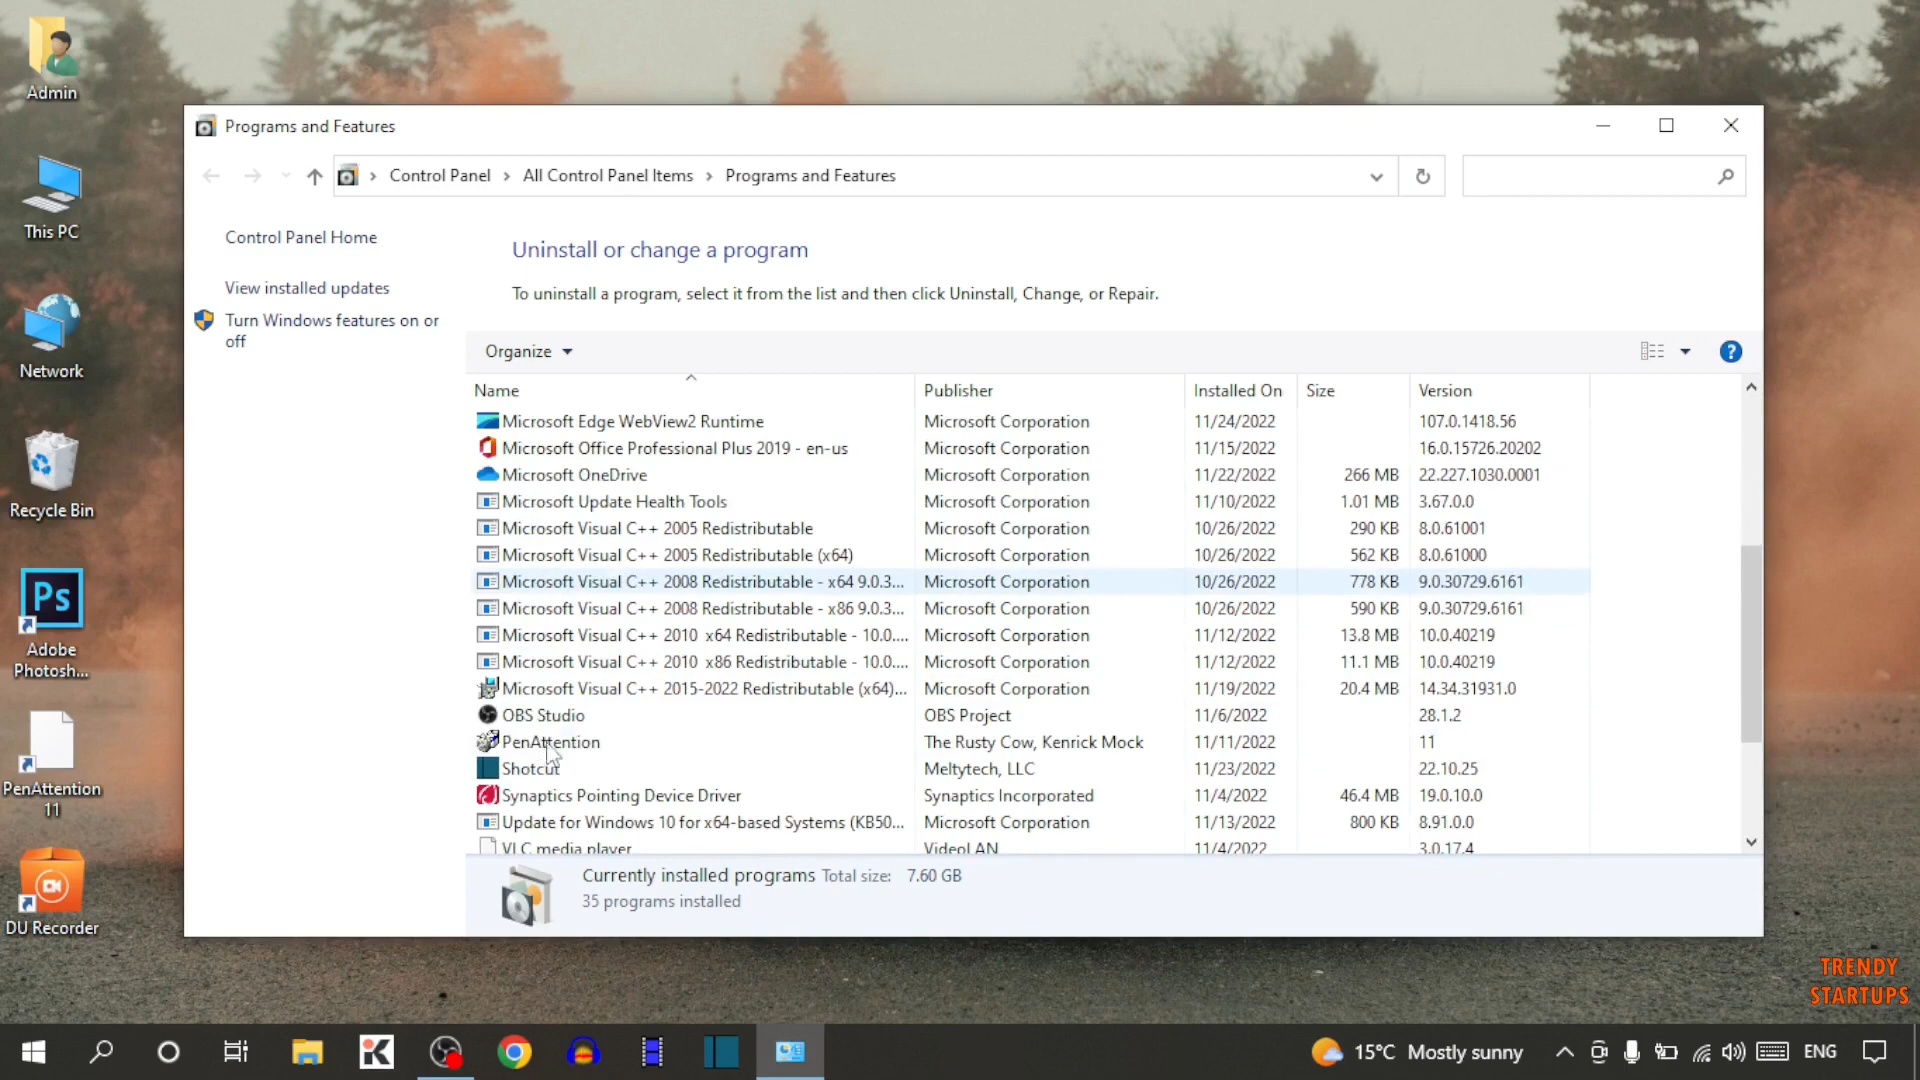 Admin
This PC
Network
Recycle Bin
Ps
Adobe
Photosh...
PenAttention
11
DU Recorder
Programs and Features
Control Panel > All Control Panel Items > Programs and Features
Control Panel Home
View installed updates
Turn Windows features on or
off
Uninstall or change a program
To uninstall a program, select it from the list and then click Uninstall, Change, or Repair.
Organize
?
Name Publisher Installed On Size Version
Microsoft Edge WebView2 Runtime Microsoft Corporation 11/24/2022 107.0.1418.56
Microsoft Office Professional Plus 2019 - en-us Microsoft Corporation 11/15/2022 16.0.15726.20202
Microsoft OneDrive Microsoft Corporation 11/22/2022 266 MB 22.227.1030.0001
Microsoft Update Health Tools Microsoft Corporation 11/10/2022 1.01 MB 3.67.0.0
Microsoft Visual C++ 2005 Redistributable Microsoft Corporation 10/26/2022 290 KB 8.0.61001
Microsoft Visual C++ 2005 Redistributable (x64) Microsoft Corporation 10/26/2022 562 KB 8.0.61000
Microsoft Visual C++ 2008 Redistributable - x64 9.0.3... Microsoft Corporation 10/26/2022 778 KB 9.0.30729.6161
Microsoft Visual C++ 2008 Redistributable - x86 9.0.3... Microsoft Corporation 10/26/2022 590 KB 9.0.30729.6161
Microsoft Visual C++ 2010 x64 Redistributable - 10.0.... Microsoft Corporation 11/12/2022 13.8 MB 10.0.40219
Microsoft Visual C++ 2010 x86 Redistributable - 10.0.... Microsoft Corporation 11/12/2022 11.1 MB 10.0.40219
Microsoft Visual C++ 2015-2022 Redistributable (x64)... Microsoft Corporation 11/19/2022 20.4 MB 14.34.31931.0
OBS Studio OBS Project 11/6/2022 28.1.2
PenAttention The Rusty Cow, Kenrick Mock 11/11/2022 11
Shotcut Meltytech, LLC 11/23/2022 22.10.25
Synaptics Pointing Device Driver Synaptics Incorporated 11/4/2022 46.4 MB 19.0.10.0
Update for Windows 10 for x64-based Systems (KB50... Microsoft Corporation 11/13/2022 800 KB 8.91.0.0
VLC media player VideoLAN 11/4/2022 3.0.17.4
Currently installed programs Total size: 7.60 GB
35 programs installed
TRENDY
STARTUPS
15°C Mostly sunny
ENG